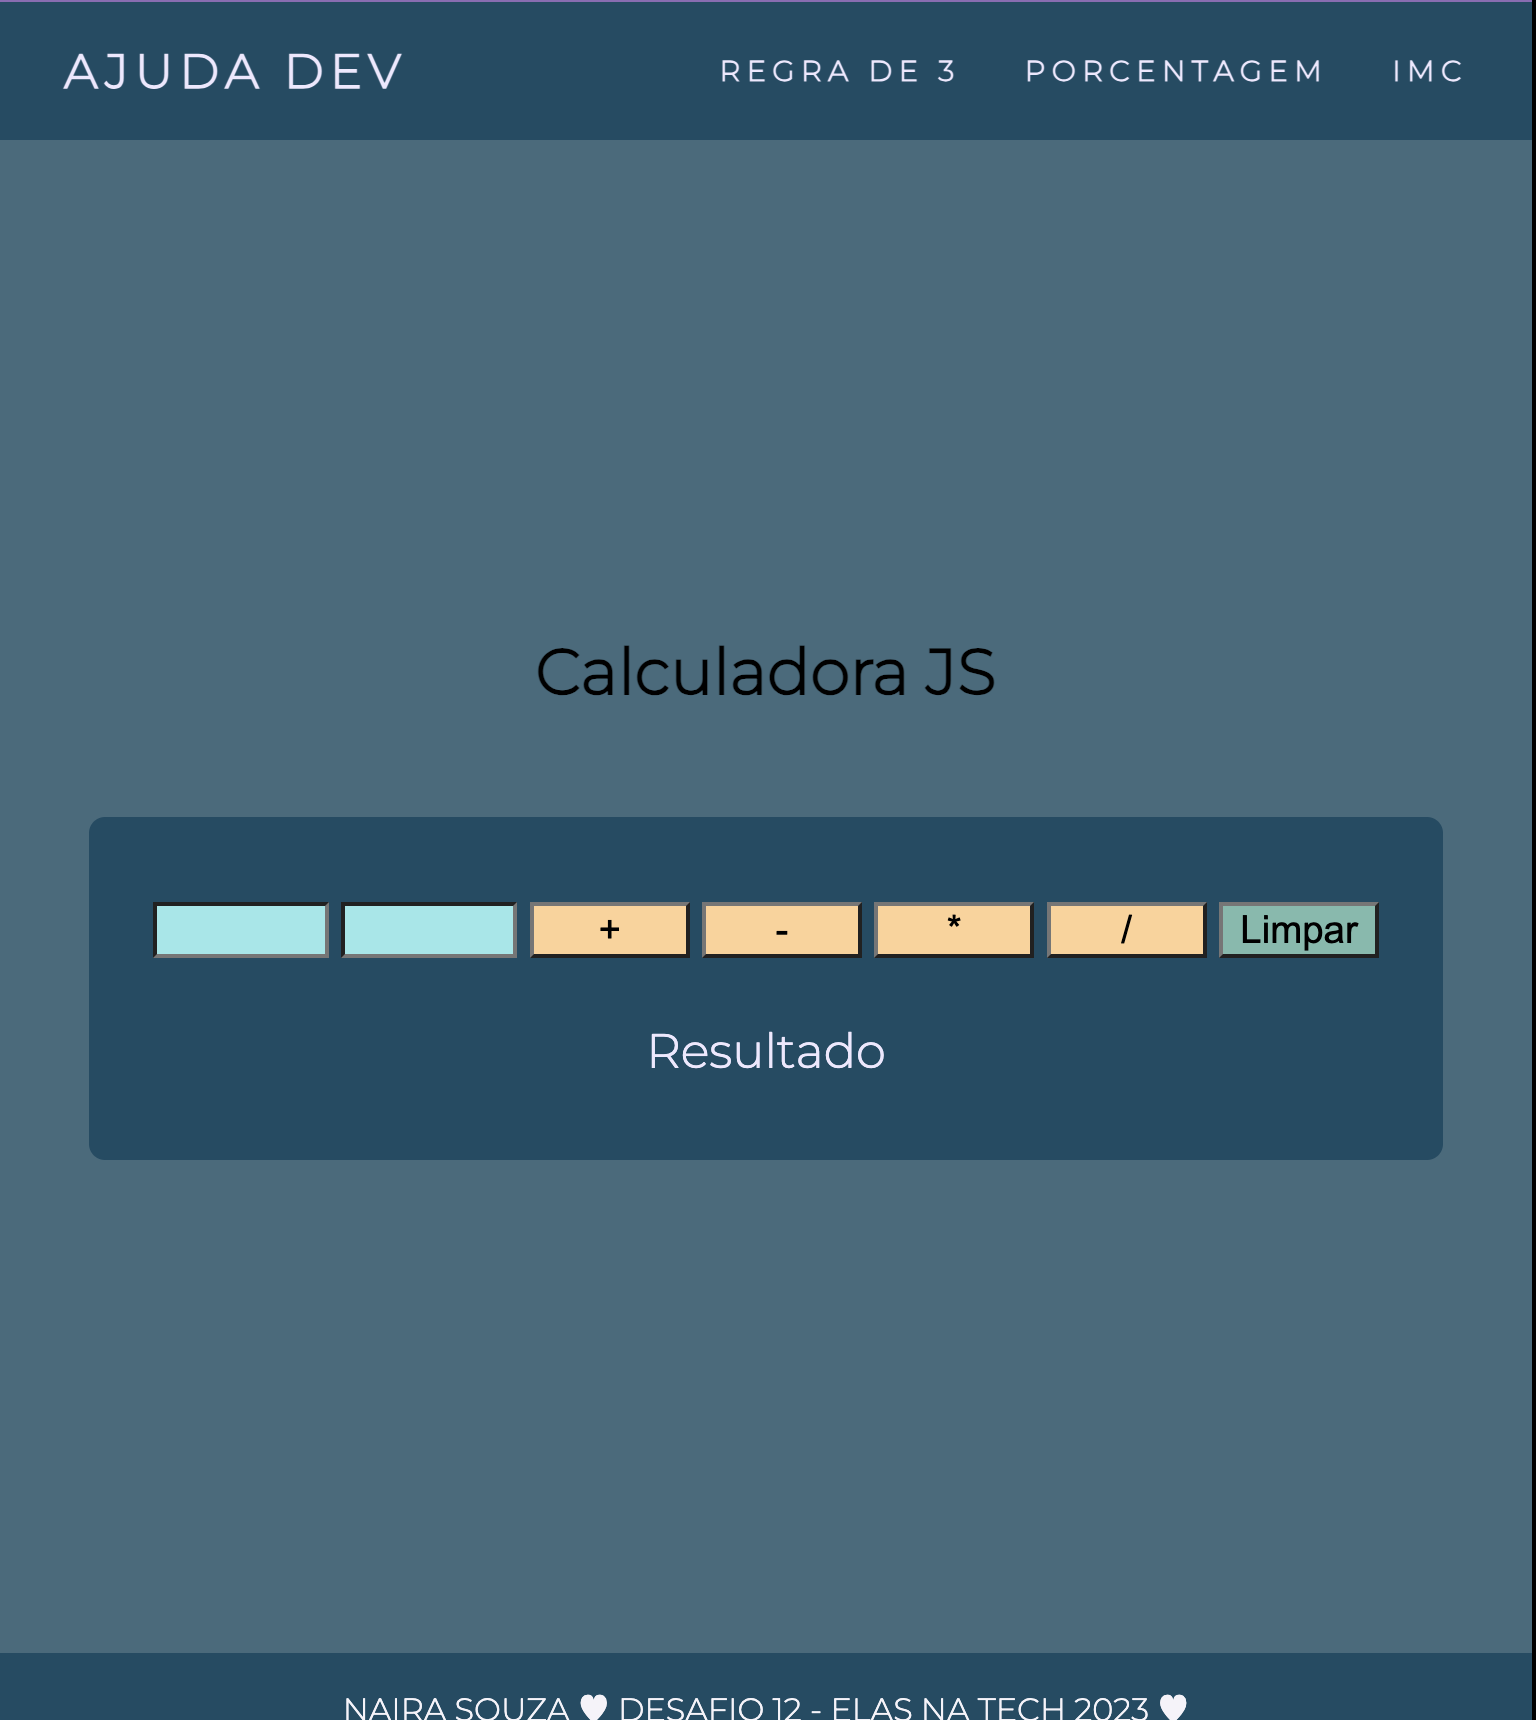 AJUDA DEV REGRA DE 3 PORCENTAGEM IMC
Calculadora JS
+ - * / Limpar
Resultado
NAIRA SOUZA ♥ DESAFIO 12 - ELAS NA TECH 2023 ♥